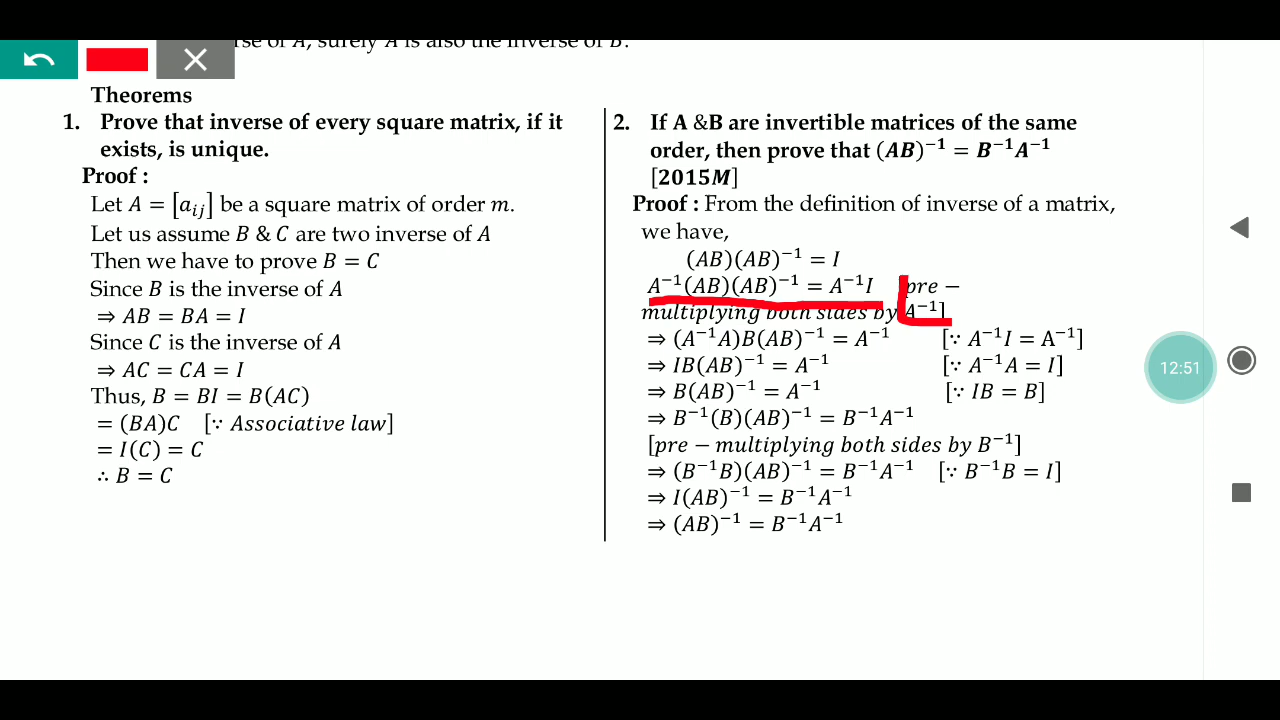 rse of A, surely A is also the inverse of B.
Theorems
1. Prove that inverse of every square matrix, if it
exists, is unique.
Proof :
Let 𝐴 = [𝑎ᵢⱼ] be a square matrix of order 𝑚.
Let us assume 𝐵 & 𝐶 are two inverse of 𝐴
Then we have to prove 𝐵 = 𝐶
Since 𝐵 is the inverse of 𝐴
⇒ 𝐴𝐵 = 𝐵𝐴 = 𝐼
Since 𝐶 is the inverse of 𝐴
⇒ 𝐴𝐶 = 𝐶𝐴 = 𝐼
Thus, 𝐵 = 𝐵𝐼 = 𝐵(𝐴𝐶)
= (𝐵𝐴)𝐶 [∵ 𝐴𝑠𝑠𝑜𝑐𝑖𝑎𝑡𝑖𝑣𝑒 𝑙𝑎𝑤]
= 𝐼(𝐶) = 𝐶
∴ 𝐵 = 𝐶
2. If A &B are invertible matrices of the same
order, then prove that (𝑨𝑩)⁻¹ = 𝑩⁻¹𝑨⁻¹
[2015𝑴]
Proof : From the definition of inverse of a matrix,
we have,
(𝐴𝐵)(𝐴𝐵)⁻¹ = 𝐼
𝐴⁻¹(𝐴𝐵)(𝐴𝐵)⁻¹ = 𝐴⁻¹𝐼 [𝑝𝑟𝑒 −
𝑚𝑢𝑙𝑡𝑖𝑝𝑙𝑦𝑖𝑛𝑔 𝑏𝑜𝑡ℎ 𝑠𝑖𝑑𝑒𝑠 𝑏𝑦 𝐴⁻¹]
⇒ (𝐴⁻¹𝐴)𝐵(𝐴𝐵)⁻¹ = 𝐴⁻¹ [∵ 𝐴⁻¹𝐼 = A⁻¹]
⇒ 𝐼𝐵(𝐴𝐵)⁻¹ = 𝐴⁻¹ [∵ 𝐴⁻¹𝐴 = 𝐼]
⇒ 𝐵(𝐴𝐵)⁻¹ = 𝐴⁻¹ [∵ 𝐼𝐵 = 𝐵]
⇒ 𝐵⁻¹(𝐵)(𝐴𝐵)⁻¹ = 𝐵⁻¹𝐴⁻¹
[𝑝𝑟𝑒 − 𝑚𝑢𝑙𝑡𝑖𝑝𝑙𝑦𝑖𝑛𝑔 𝑏𝑜𝑡ℎ 𝑠𝑖𝑑𝑒𝑠 𝑏𝑦 𝐵⁻¹]
⇒ (𝐵⁻¹𝐵)(𝐴𝐵)⁻¹ = 𝐵⁻¹𝐴⁻¹ [∵ 𝐵⁻¹𝐵 = 𝐼]
⇒ 𝐼(𝐴𝐵)⁻¹ = 𝐵⁻¹𝐴⁻¹
⇒ (𝐴𝐵)⁻¹ = 𝐵⁻¹𝐴⁻¹
12:51